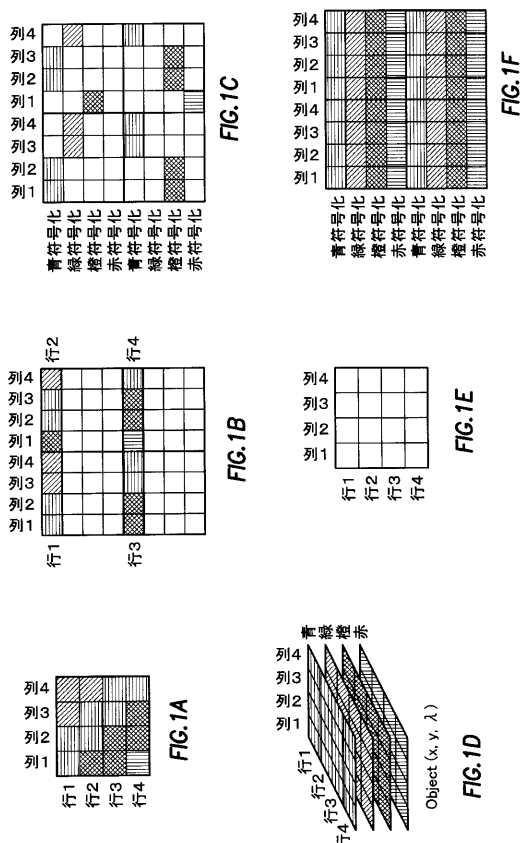 列1 列2 列3 列4
行1
行2
行3
行4
FIG.1A
列1 列2 列3 列4 列1 列2 列3 列4
行1 行2
行3 行4
FIG.1B
列1 列2 列3 列4 列1 列2 列3 列4
青符号化
緑符号化
橙符号化
赤符号化
青符号化
緑符号化
橙符号化
赤符号化
FIG.1C
列1 列2 列3 列4
行1
行2
行3
行4
青
緑
橙
赤
Object (x, y, λ)
FIG.1D
列1 列2 列3 列4
行1
行2
行3
行4
FIG.1E
列1 列2 列3 列4 列1 列2 列3 列4
青符号化
緑符号化
橙符号化
赤符号化
青符号化
緑符号化
橙符号化
赤符号化
FIG.1F